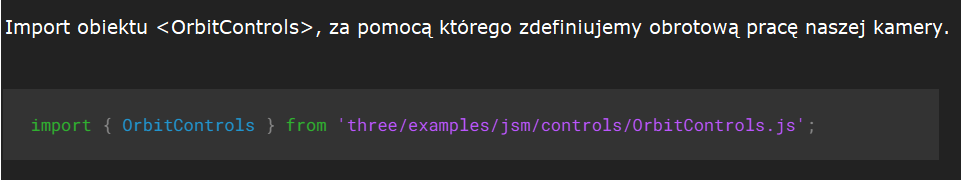 Import obiektu <OrbitControls>, za pomocą którego zdefiniujemy obrotową pracę naszej kamery.
import { OrbitControls } from 'three/examples/jsm/controls/OrbitControls.js';